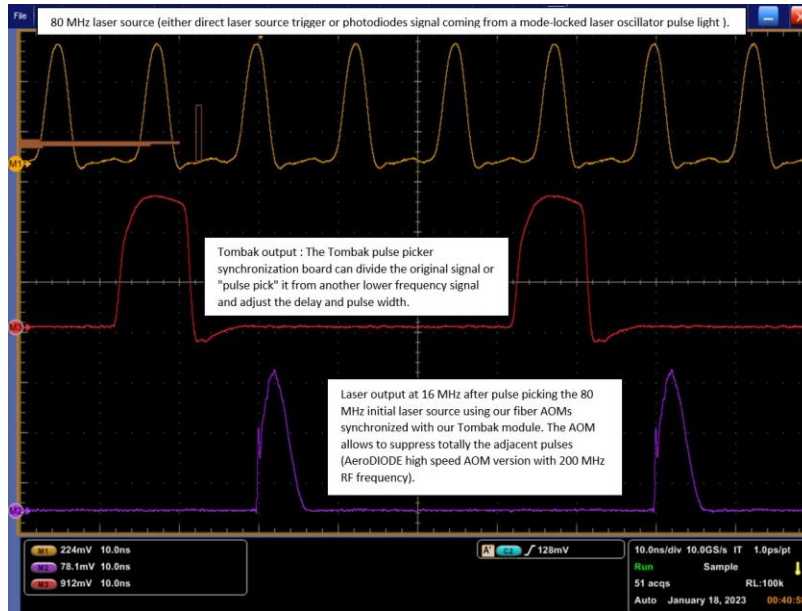 File
80 MHz laser source (either direct laser source trigger or photodiodes signal coming from a mode-locked laser oscillator pulse light ).
M1
Tombak output : The Tombak pulse picker
synchronization board can divide the original signal or
"pulse pick" it from another lower frequency signal
and adjust the delay and pulse width.
M3
Laser output at 16 MHz after pulse picking the 80
MHz initial laser source using our fiber AOMs
synchronized with our Tombak module. The AOM
allows to suppress totally the adjacent pulses
(AeroDIODE high speed AOM version with 200 MHz
RF frequency).
M2
M1 224mV 10.0ns
M2 78.1mV 10.0ns
M3 912mV 10.0ns
A' C2 128mV
10.0ns/div 10.0GS/s IT 1.0ps/pt
Run Sample
51 acqs RL:100k
Auto January 18, 2023 00:40:5